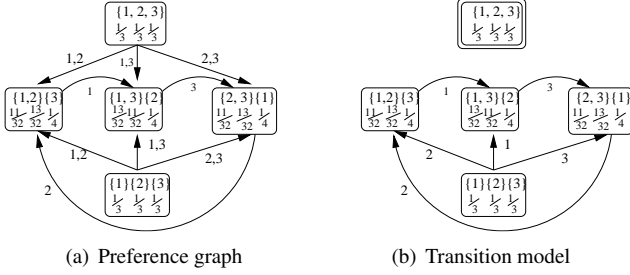 {1, 2, 3}
1/3 1/3 1/3
1,2
1,3
2,3
{1,2}{3}
11/32 13/32 1/4
1
{1, 3}{2}
13/32 11/32 1/4
3
{2, 3}{1}
11/32 13/32 1/4
1,2
1,3
2,3
2
{1}{2}{3}
1/3 1/3 1/3
(a) Preference graph
{1, 2, 3}
1/3 1/3 1/3
{1,2}{3}
11/32 13/32 1/4
1
{1, 3}{2}
13/32 11/32 1/4
3
{2, 3}{1}
11/32 13/32 1/4
2
1
3
2
{1}{2}{3}
1/3 1/3 1/3
(b) Transition model